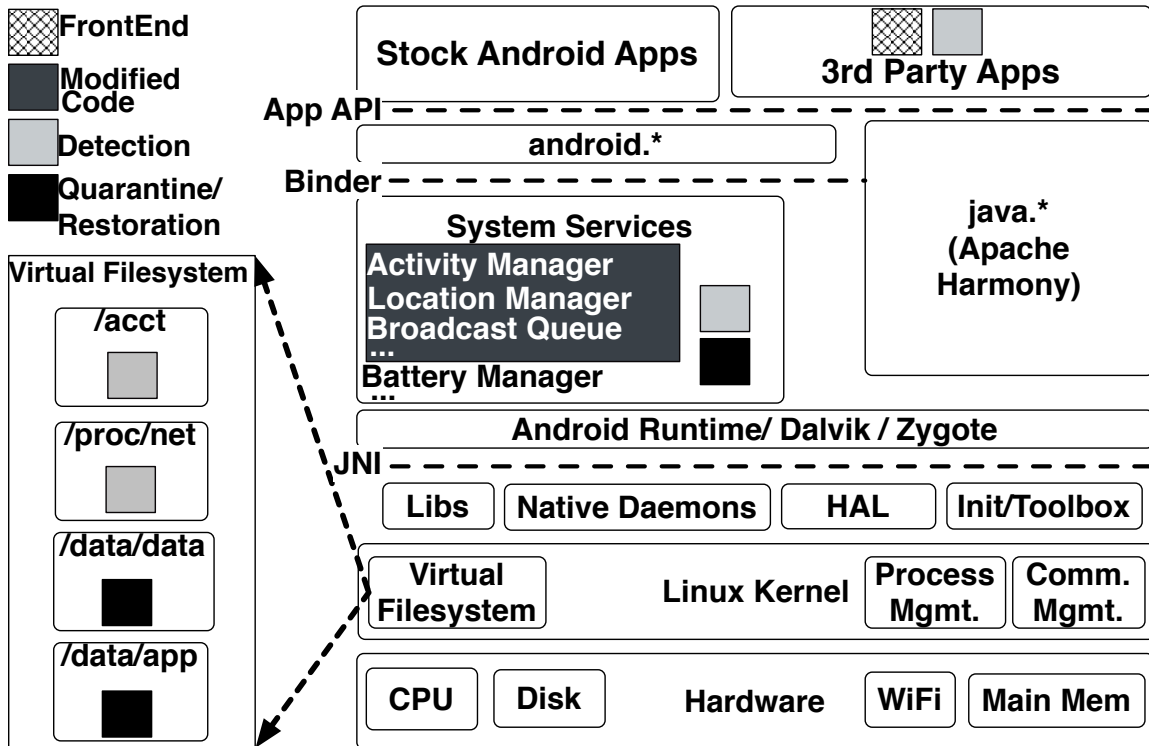 FrontEnd
Modified
Code
Detection
Quarantine/
Restoration
Virtual Filesystem
/acct
/proc/net
/data/data
/data/app
Stock Android Apps
3rd Party Apps
App API
android.*
Binder
java.*
(Apache
Harmony)
System Services
Activity Manager
Location Manager
Broadcast Queue
...
Battery Manager
...
Android Runtime/ Dalvik / Zygote
JNI
Libs
Native Daemons
HAL
Init/Toolbox
Virtual
Filesystem
Linux Kernel
Process
Mgmt.
Comm.
Mgmt.
CPU
Disk
Hardware
WiFi
Main Mem